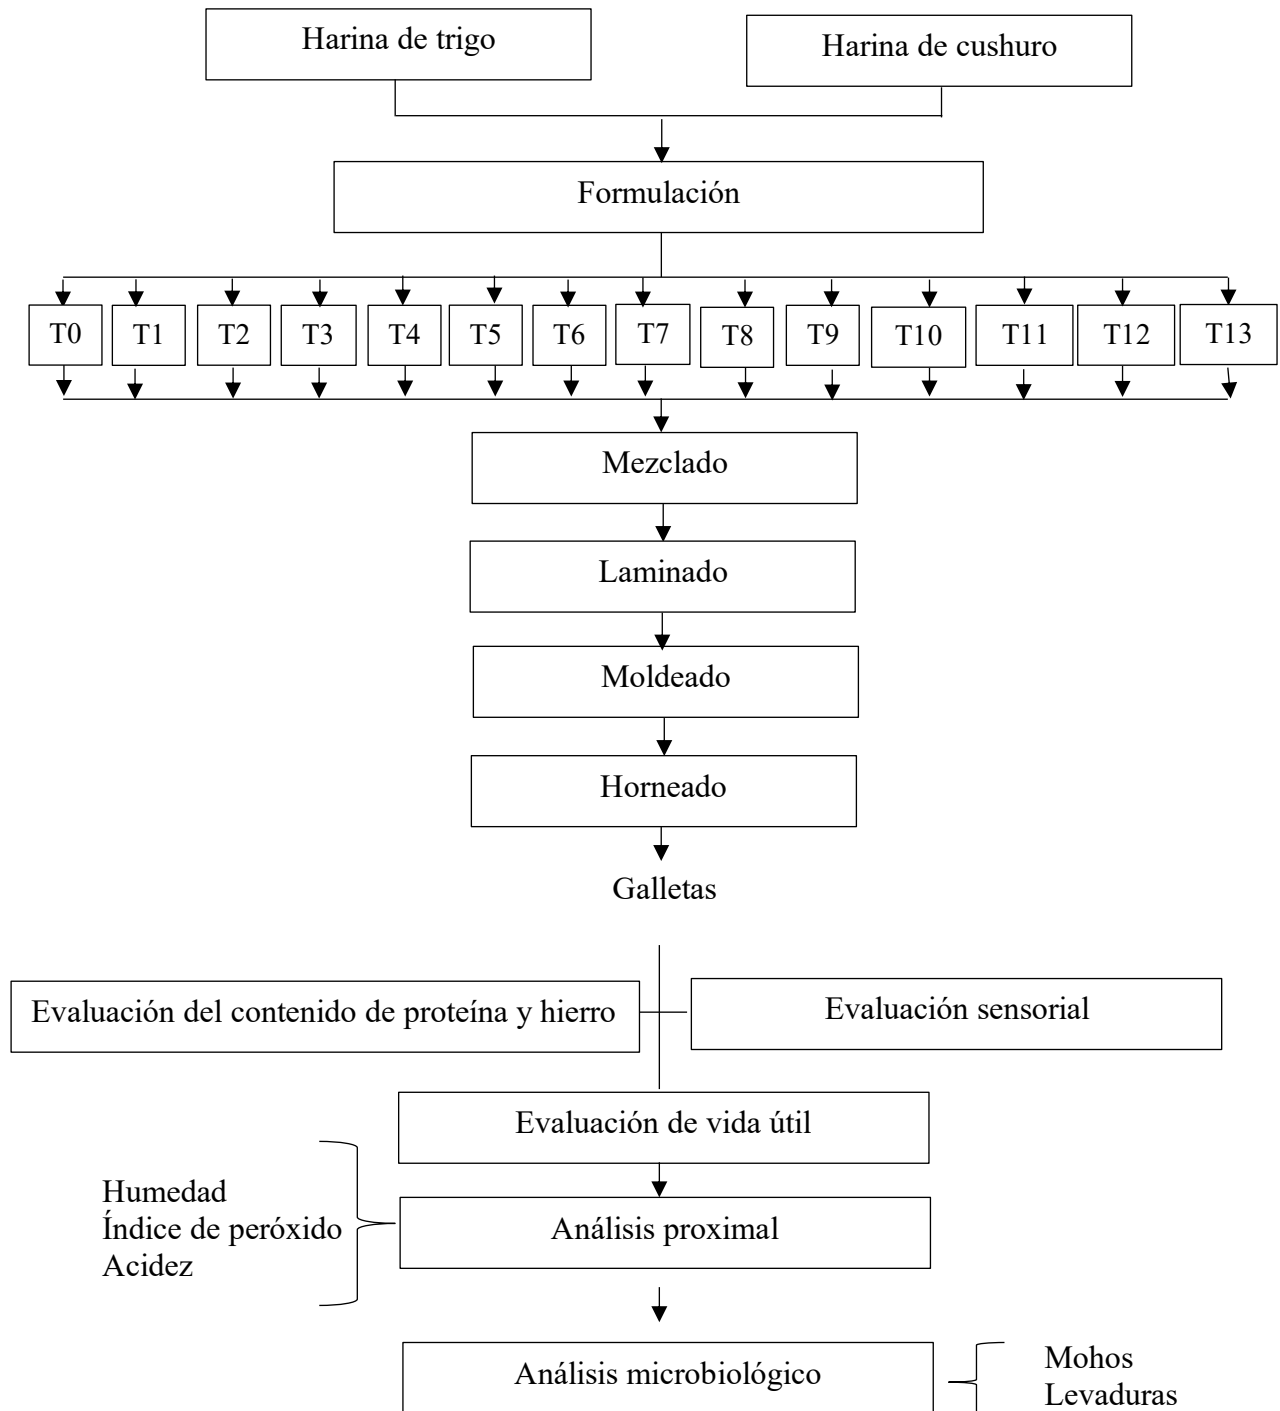 Harina de trigo
Harina de cushuro
Formulación
T0
T1
T2
T3
T4
T5
T6
T7
T8
T9
T10
T11
T12
T13
Mezclado
Laminado
Moldeado
Horneado
Galletas
Evaluación del contenido de proteína y hierro
Evaluación sensorial
Evaluación de vida útil
Humedad
Índice de peróxido
Acidez
Análisis proximal
Análisis microbiológico
Mohos
Levaduras